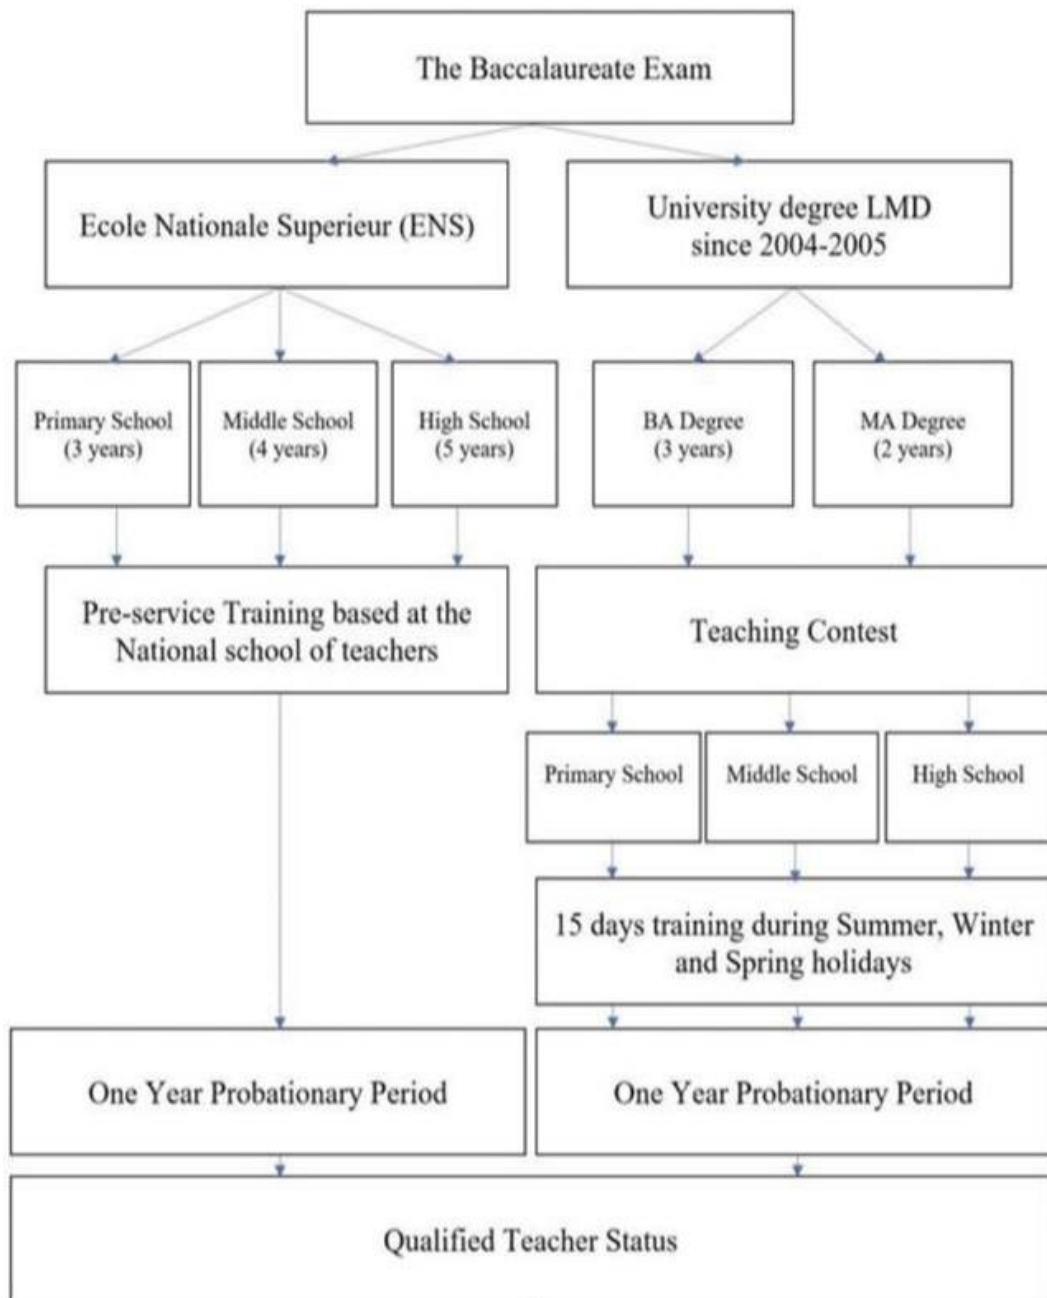 The Baccalaureate Exam
Ecole Nationale Superieur (ENS)
University degree LMD
since 2004-2005
Primary School
(3 years)
Middle School
(4 years)
High School
(5 years)
BA Degree
(3 years)
MA Degree
(2 years)
Pre-service Training based at the
National school of teachers
Teaching Contest
Primary School
Middle School
High School
15 days training during Summer, Winter
and Spring holidays
One Year Probationary Period
One Year Probationary Period
Qualified Teacher Status